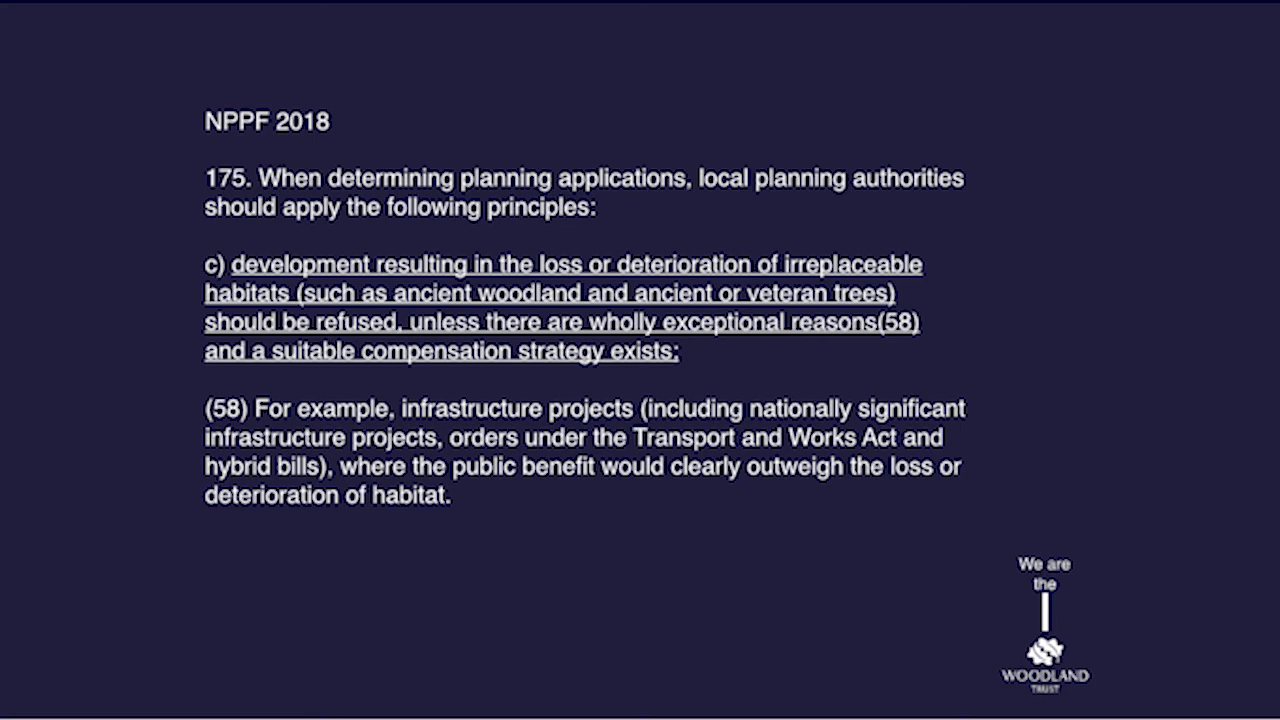 NPPF 2018
175. When determining planning applications, local planning authorities
should apply the following principles:
c) development resulting in the loss or deterioration of irreplaceable
habitats (such as ancient woodland and ancient or veteran trees)
should be refused, unless there are wholly exceptional reasons(58)
and a suitable compensation strategy exists;
(58) For example, infrastructure projects (including nationally significant
infrastructure projects, orders under the Transport and Works Act and
hybrid bills), where the public benefit would clearly outweigh the loss or
deterioration of habitat.
We are
the
WOODLAND
TRUST